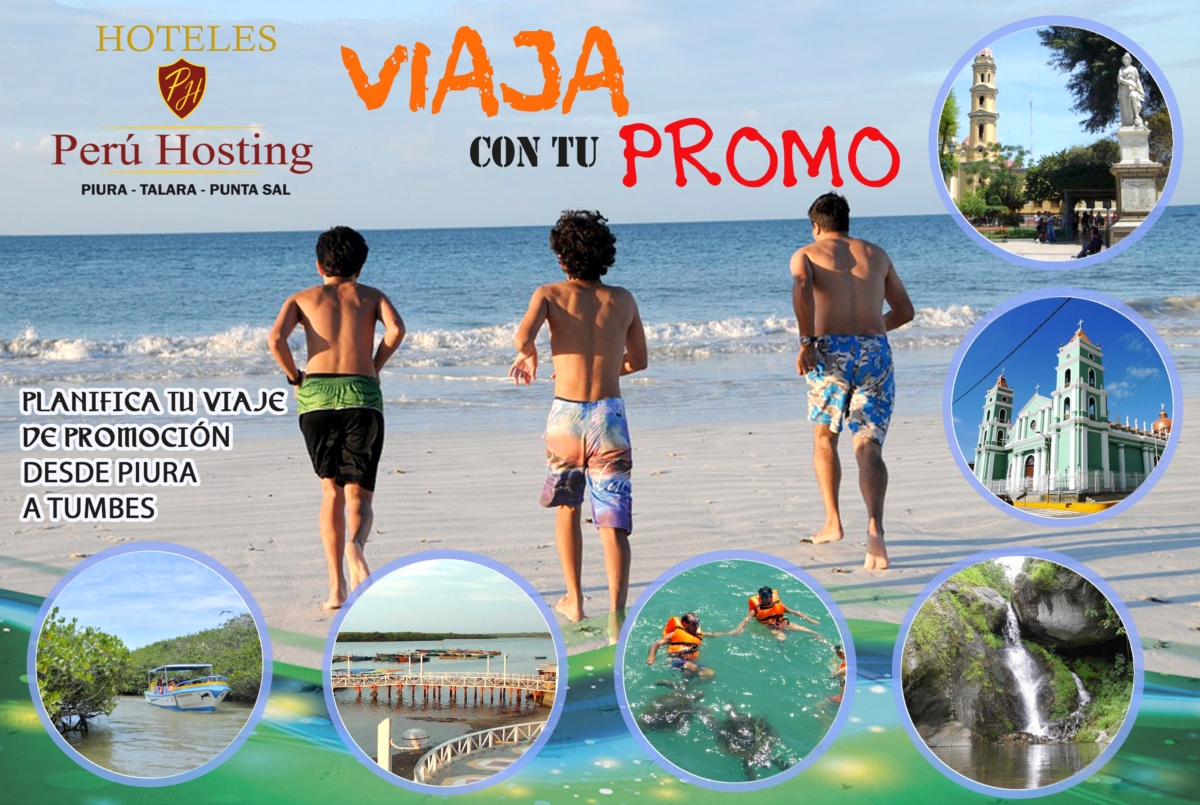 HOTELES
PH
Perú Hosting
PIURA - TALARA - PUNTA SAL
VIAJA
CON TU PROMO
PLANIFICA TU VIAJE
DE PROMOCIÓN
DESDE PIURA
A TUMBES